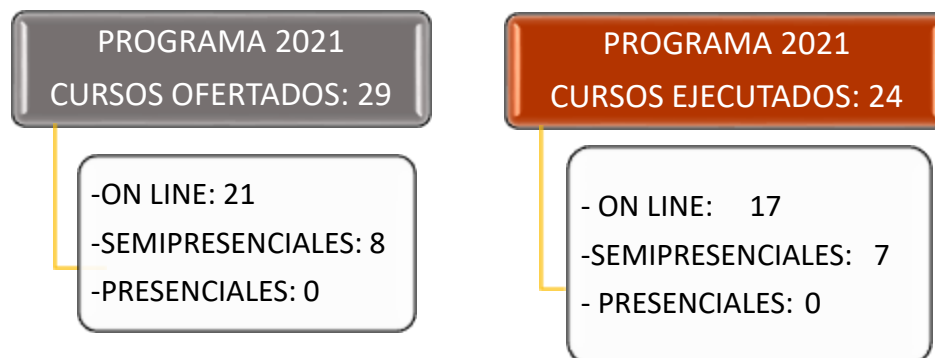 PROGRAMA 2021
CURSOS OFERTADOS: 29
-ON LINE: 21
-SEMIPRESENCIALES: 8
-PRESENCIALES: 0
PROGRAMA 2021
CURSOS EJECUTADOS: 24
- ON LINE: 17
-SEMIPRESENCIALES: 7
- PRESENCIALES: 0